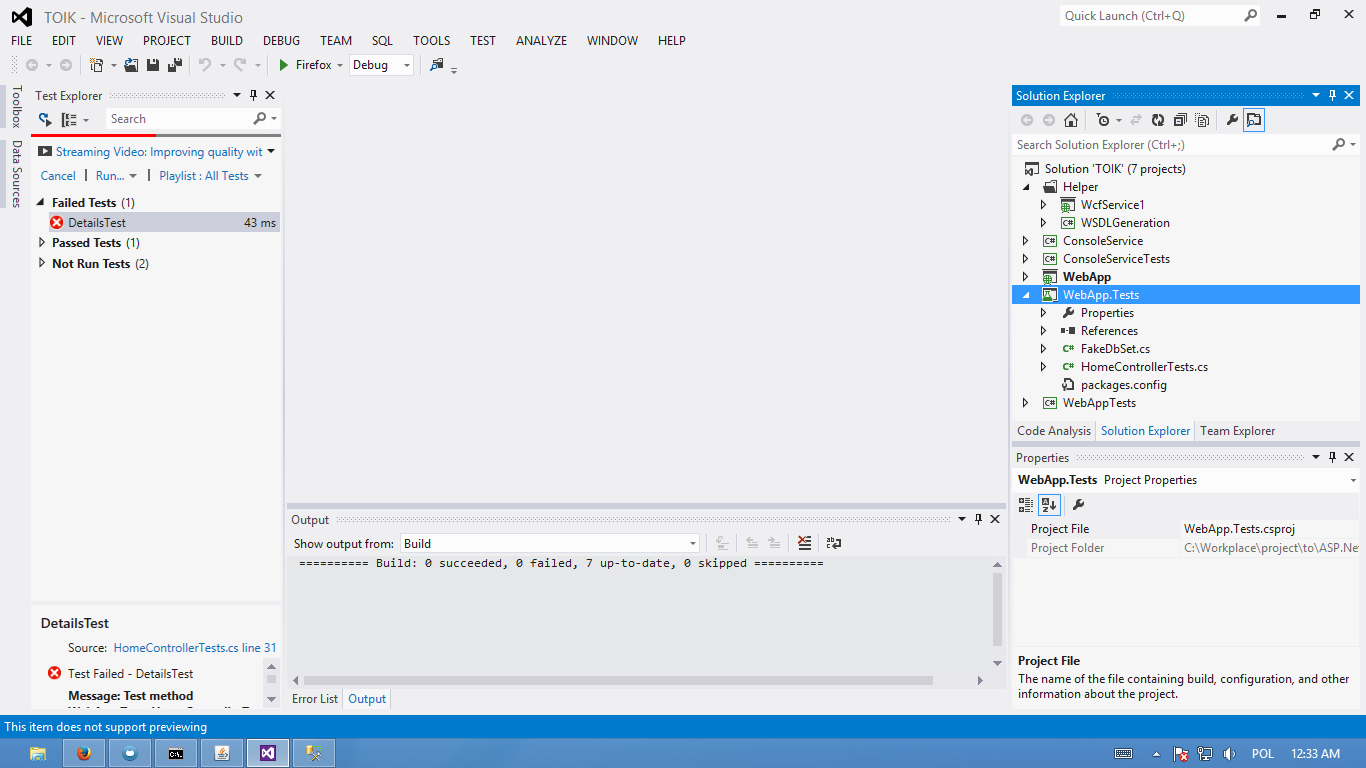 TOIK - Microsoft Visual Studio
Quick Launch (Ctrl+Q)
FILE EDIT VIEW PROJECT BUILD DEBUG TEAM SQL TOOLS TEST ANALYZE WINDOW HELP
Firefox Debug
Toolbox
Data Sources
Test Explorer
Search
Streaming Video: Improving quality wit
Cancel Run... Playlist : All Tests
Failed Tests (1)
DetailsTest 43 ms
Passed Tests (1)
Not Run Tests (2)
DetailsTest
Source: HomeControllerTests.cs line 31
Test Failed - DetailsTest
Message: Test method
Output
Show output from: Build
========== Build: 0 succeeded, 0 failed, 7 up-to-date, 0 skipped ==========
Error List Output
Solution Explorer
Search Solution Explorer (Ctrl+;)
Solution 'TOIK' (7 projects)
Helper
WcfService1
WSDLGeneration
ConsoleService
ConsoleServiceTests
WebApp
WebApp.Tests
Properties
References
FakeDbSet.cs
HomeControllerTests.cs
packages.config
WebAppTests
Code Analysis Solution Explorer Team Explorer
Properties
WebApp.Tests Project Properties
Project File WebApp.Tests.csproj
Project Folder C:\Workplace\project\to\ASP.Ne
Project File
The name of the file containing build, configuration, and other
information about the project.
This item does not support previewing
POL 12:33 AM